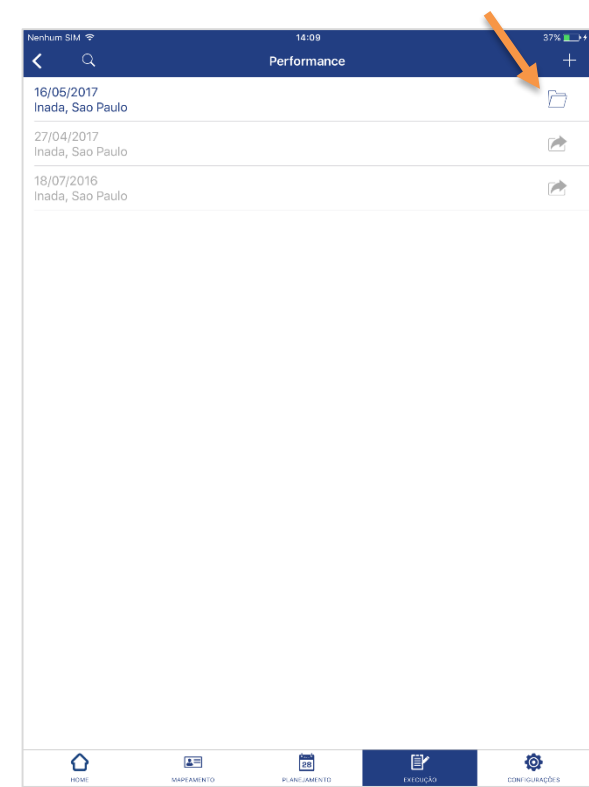 Nenhum SIM 14:09 37%
Performance
16/05/2017
Inada, Sao Paulo
27/04/2017
Inada, Sao Paulo
18/07/2016
Inada, Sao Paulo
28
HOME MAPEAMENTO PLANEJAMENTO EXECUÇÃO CONFIGURAÇÕES